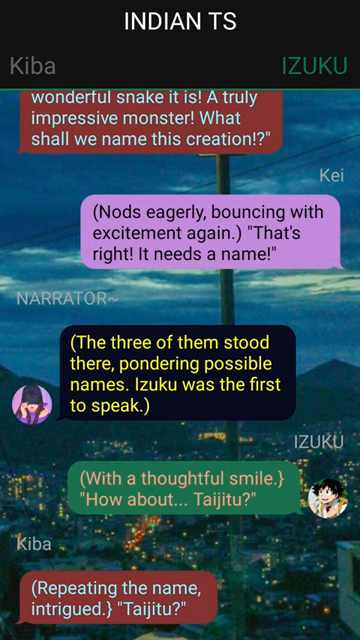 INDIAN TS
Kiba IZUKU
wonderful snake it is! A truly
impressive monster! What
shall we name this creation!?"
Kei
(Nods eagerly, bouncing with
excitement again.) "That's
right! It needs a name!"
NARRATOR~
(The three of them stood
there, pondering possible
names. Izuku was the first
to speak.)
IZUKU
(With a thoughtful smile.}
"How about... Taijitu?"
Kiba
(Repeating the name,
intrigued.} "Taijitu?"